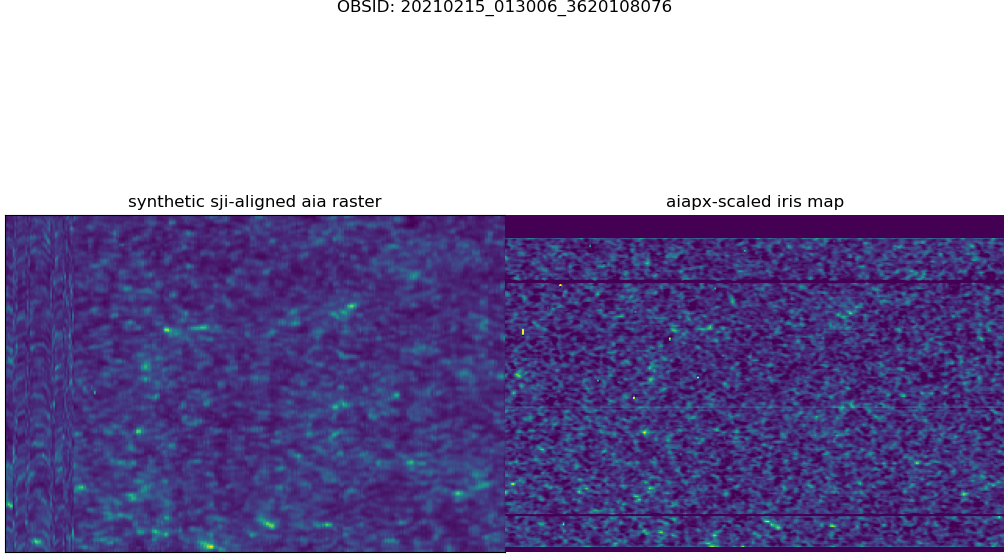 OBSID: 20210215_013006_3620108076
synthetic sji-aligned aia raster
aiapx-scaled iris map